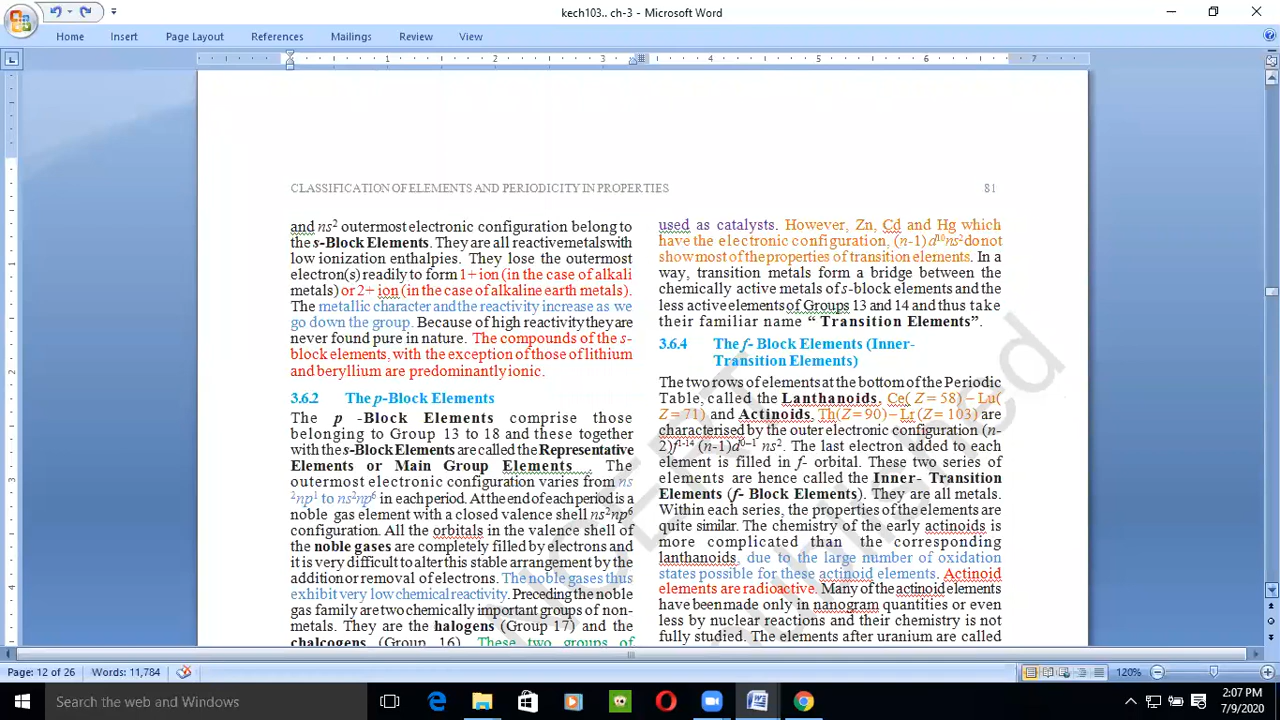 kech103.. ch-3 - Microsoft Word
Home Insert Page Layout References Mailings Review View
1 2 3 4 5 6 7
CLASSIFICATION OF ELEMENTS AND PERIODICITY IN PROPERTIES 81
and ns² outermost electronic configuration belong to
the s-Block Elements. They are all reactivemetalswith
low ionization enthalpies. They lose the outermost
electron(s) readily to form 1+ ion (in the case of alkali
metals) or 2+ ion (in the case of alkaline earth metals).
The metallic character and the reactivity increase as we
go down the group. Because of high reactivity they are
never found pure in nature. The compounds of the s-
block elements, with the exception of those of lithium
and beryllium are predominantly ionic.
3.6.2 The p-Block Elements
The p -Block Elements comprise those
belonging to Group 13 to 18 and these together
with the s-Block Elements are called the Representative
Elements or Main Group Elements . The
outermost electronic configuration varies from ns
²np¹ to ns²np⁶ in each period. At the end of each period is a
noble gas element with a closed valence shell ns²np⁶
configuration. All the orbitals in the valence shell of
the noble gases are completely filled by electrons and
it is very difficult to alter this stable arrangement by the
addition or removal of electrons. The noble gases thus
exhibit very low chemical reactivity. Preceding the noble
gas family are two chemically important groups of non-
metals. They are the halogens (Group 17) and the
chalcogens (Group 16). These two groups of
used as catalysts. However, Zn, Cd and Hg which
have the electronic configuration, (n-1) d¹⁰ns² do not
show most of the properties of transition elements. In a
way, transition metals form a bridge between the
chemically active metals of s-block elements and the
less active elements of Groups 13 and 14 and thus take
their familiar name “ Transition Elements”.
3.6.4 The f- Block Elements (Inner-
Transition Elements)
The two rows of elements at the bottom of the Periodic
Table, called the Lanthanoids, Ce( Z = 58) – Lu(
Z = 71) and Actinoids, Th(Z = 90) – Lr (Z = 103) are
characterised by the outer electronic configuration (n-
2)f¹⁻¹⁴ (n-1)d⁰⁻¹ ns². The last electron added to each
element is filled in f- orbital. These two series of
elements are hence called the Inner- Transition
Elements (f- Block Elements). They are all metals.
Within each series, the properties of the elements are
quite similar. The chemistry of the early actinoids is
more complicated than the corresponding
lanthanoids, due to the large number of oxidation
states possible for these actinoid elements. Actinoid
elements are radioactive. Many of the actinoid elements
have been made only in nanogram quantities or even
less by nuclear reactions and their chemistry is not
fully studied. The elements after uranium are called
Page: 12 of 26 Words: 11,784 120%
Search the web and Windows
2:07 PM
7/9/2020